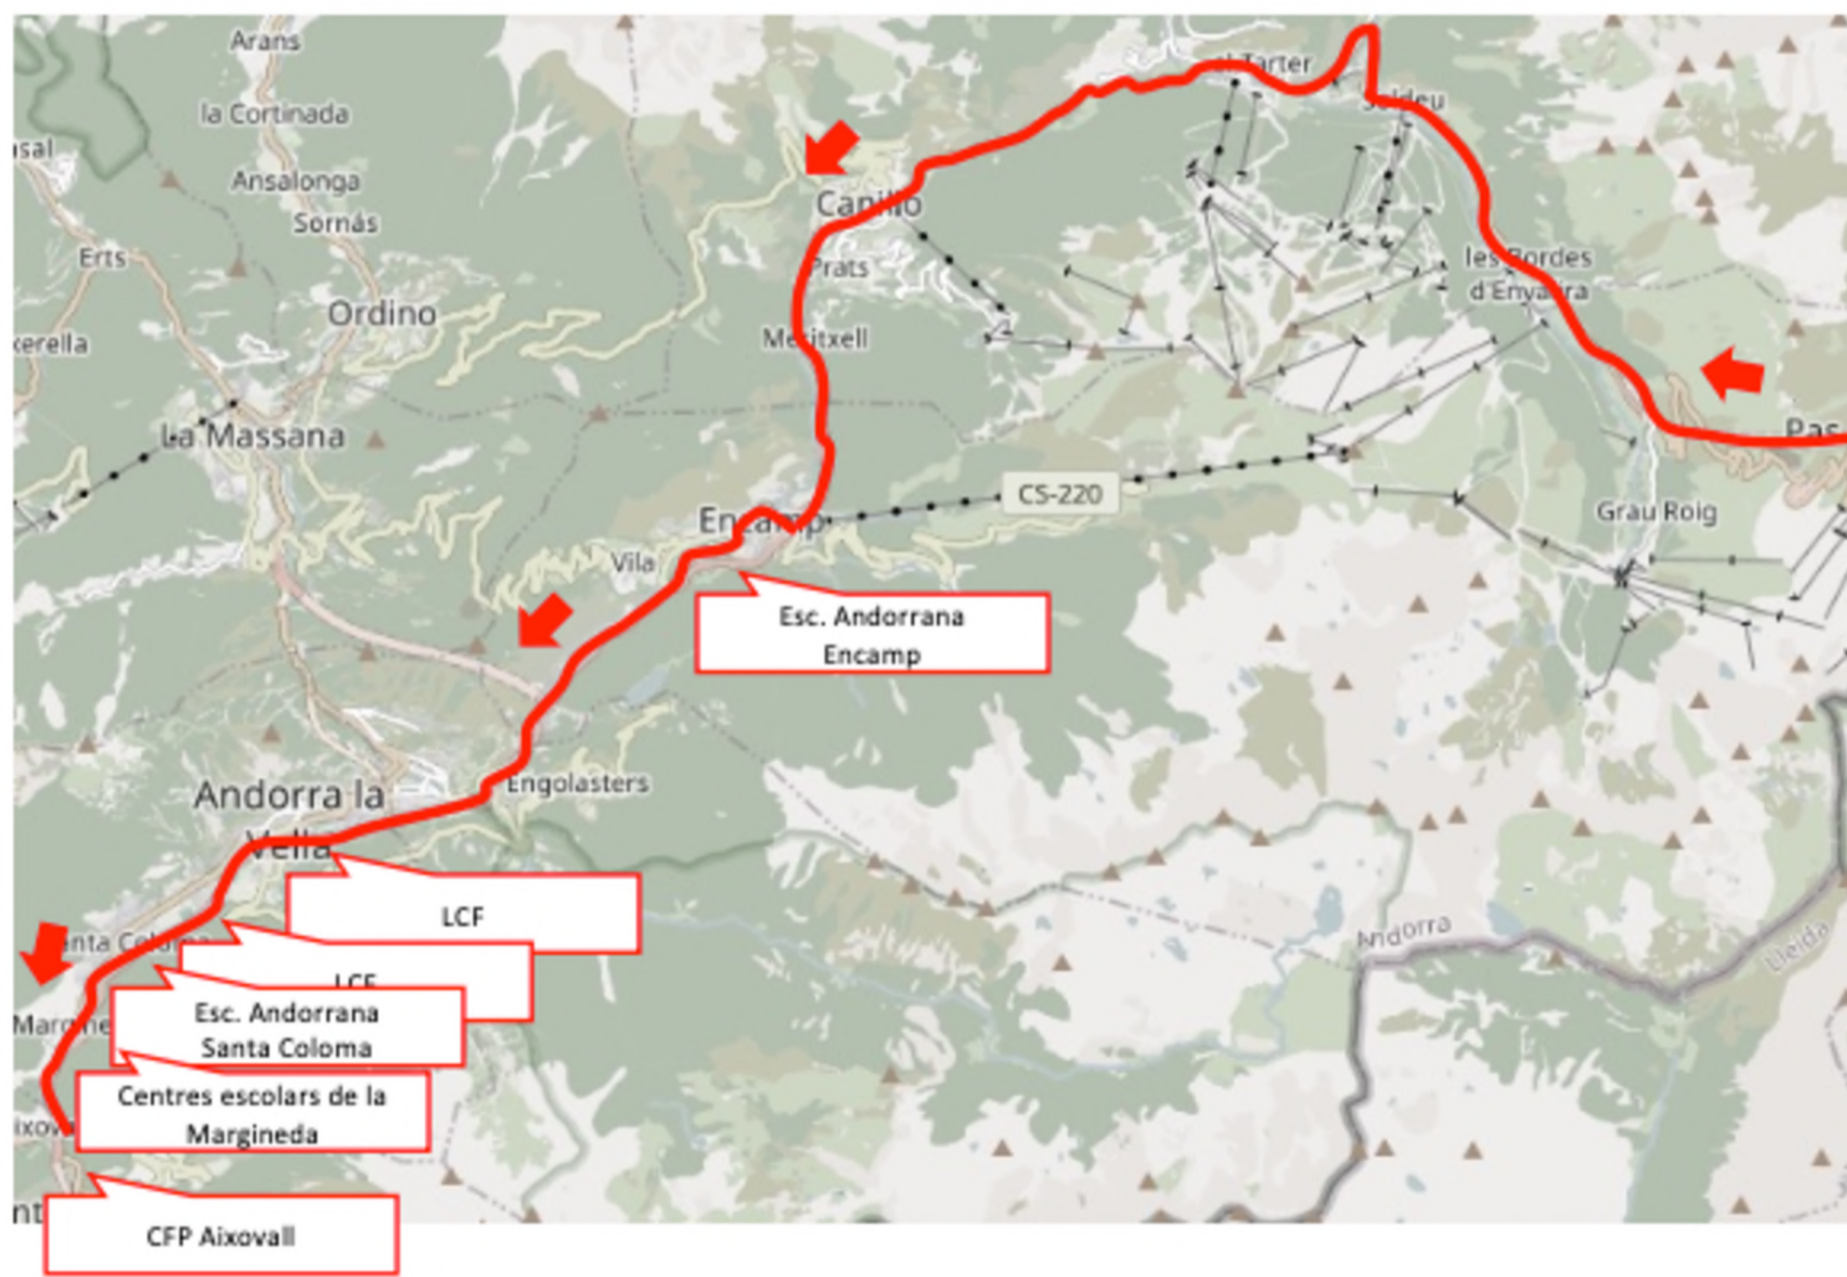 Arans
la Cortinada
Ansalonga
Sornás
Erts
Ordino
La Massana
el Tarter
Soldeu
Canillo
Prats
Meritxell
les Bordes
d'Envalira
Pas
Encamp
CS-220
Grau Roig
Vila
Esc. Andorrana
Encamp
Engolasters
Andorra la
Vella
LCF
Andorra
Lleida
LCF
Esc. Andorrana
Santa Coloma
Centres escolars de la
Margineda
CFP Aixovall